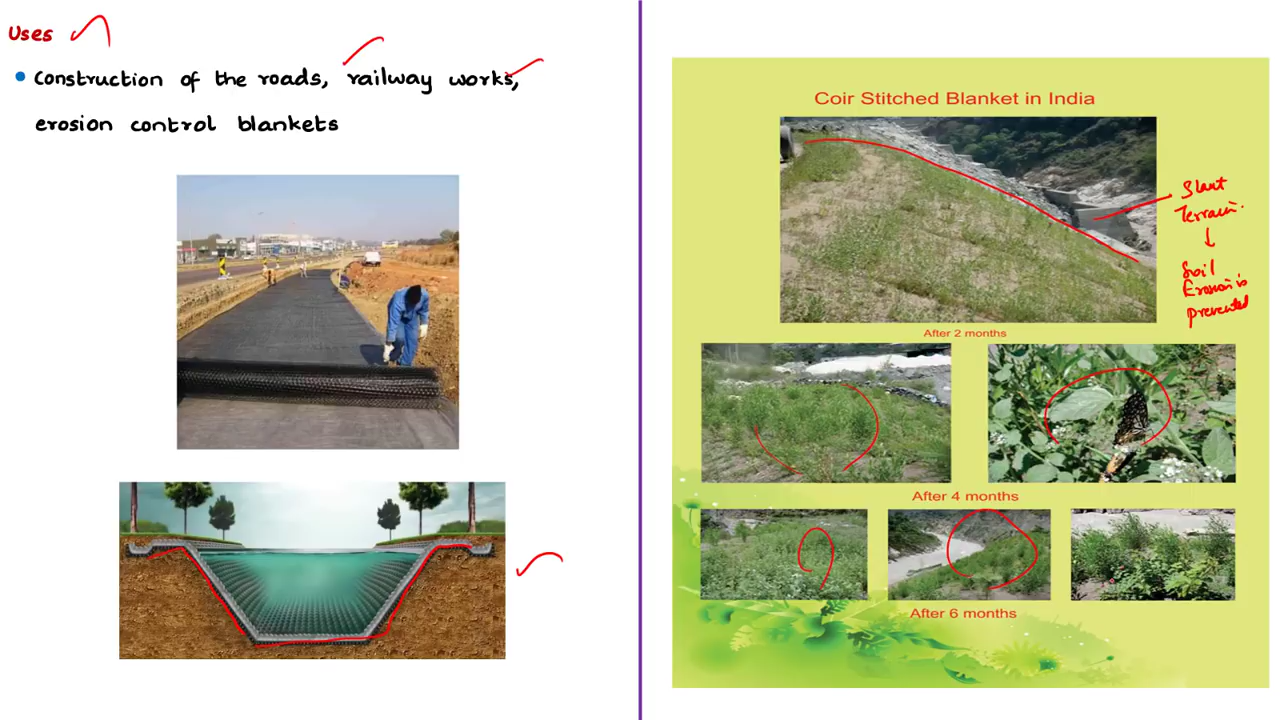 Uses
• Construction of the roads, railway works,
erosion control blankets
Coir Stitched Blanket in India
Slant
Terrain.
Soil
Erosion is
prevented
After 2 months
After 4 months
After 6 months